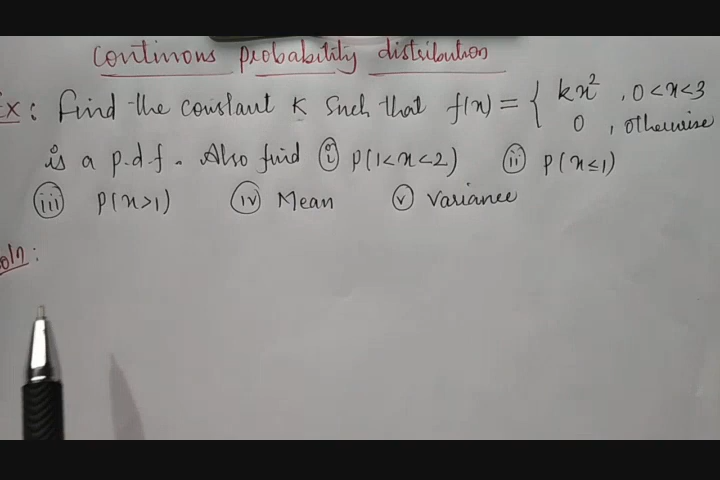 continous probability distribution
Ex: Find the constant K such that f(x) = { kx² , 0<x<3
0 , otherwise
is a p.d.f. Also find (i) P(1<x<2) (ii) P(x≤1)
(iii) P(x>1) (iv) Mean (v) Variance
Soln: